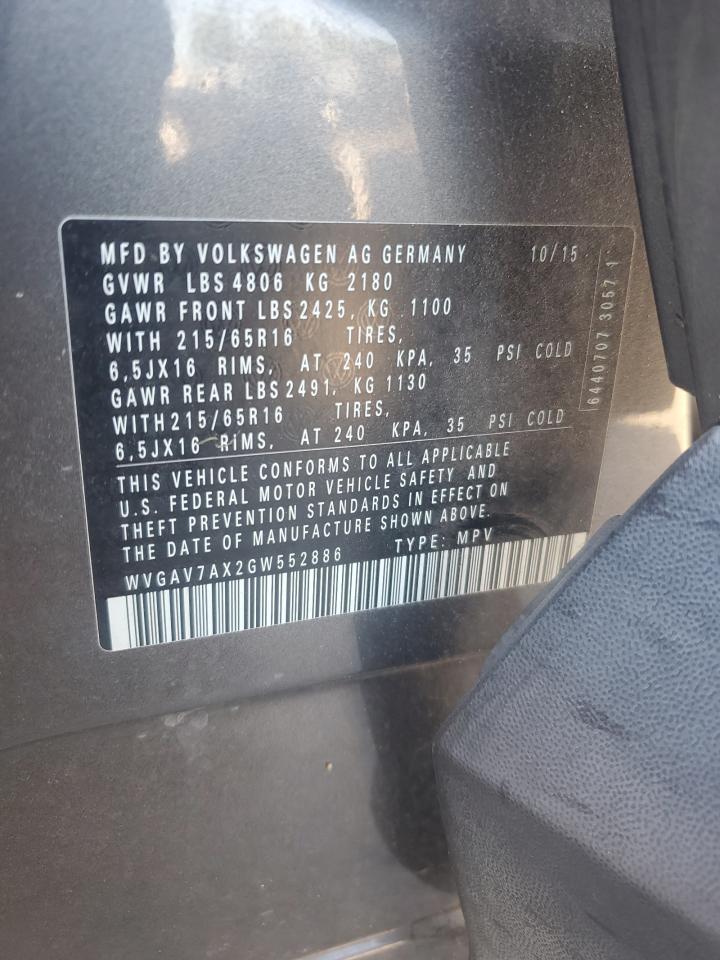 MFD BY VOLKSWAGEN AG GERMANY 10/15
GVWR LBS 4806 KG 2180
GAWR FRONT LBS 2425, KG 1100
WITH 215/65R16 TIRES,
6,5JX16 RIMS, AT 240 KPA, 35 PSI COLD
GAWR REAR LBS 2491, KG 1130
WITH 215/65R16 TIRES,
6,5JX16 RIMS, AT 240 KPA, 35 PSI COLD
THIS VEHICLE CONFORMS TO ALL APPLICABLE
U.S. FEDERAL MOTOR VEHICLE SAFETY AND
THEFT PREVENTION STANDARDS IN EFFECT ON
THE DATE OF MANUFACTURE SHOWN ABOVE.
WVGAV7AX2GW552886 TYPE: MPV
6440707 3057 1